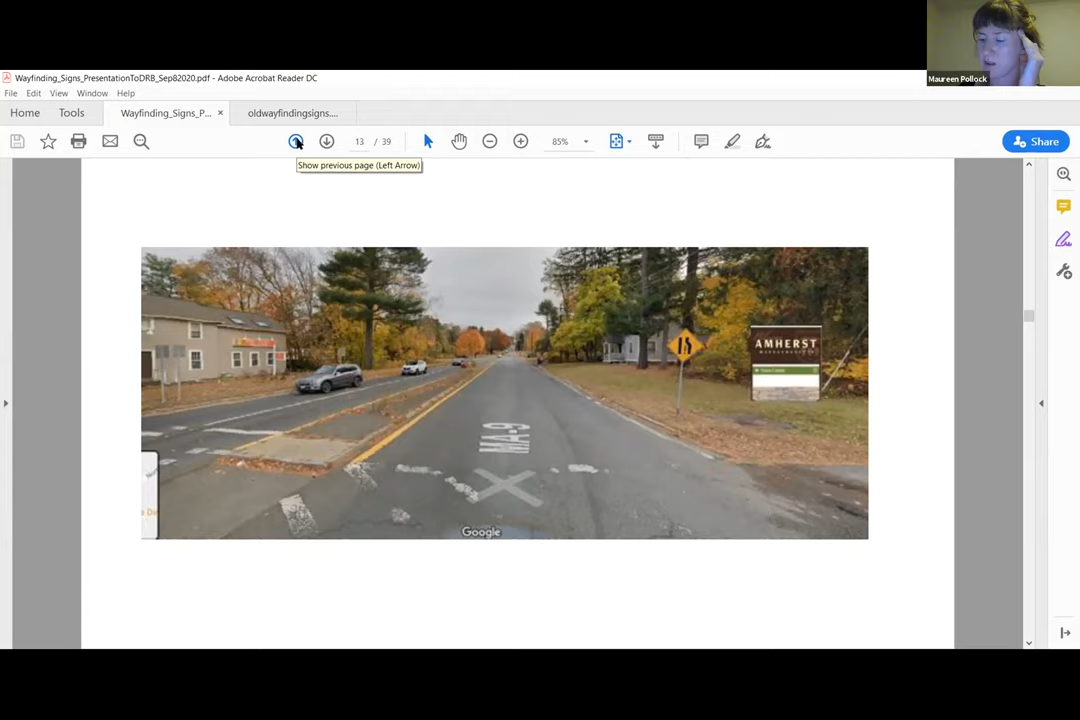 Maureen Pollock
Wayfinding_Signs_PresentationToDRB_Sep82020.pdf - Adobe Acrobat Reader DC
File Edit View Window Help
Home Tools Wayfinding_Signs_P... × oldwayfindingsigns....
13 / 39 85% Share
Show previous page (Left Arrow)
AMHERST
MA-9
Google